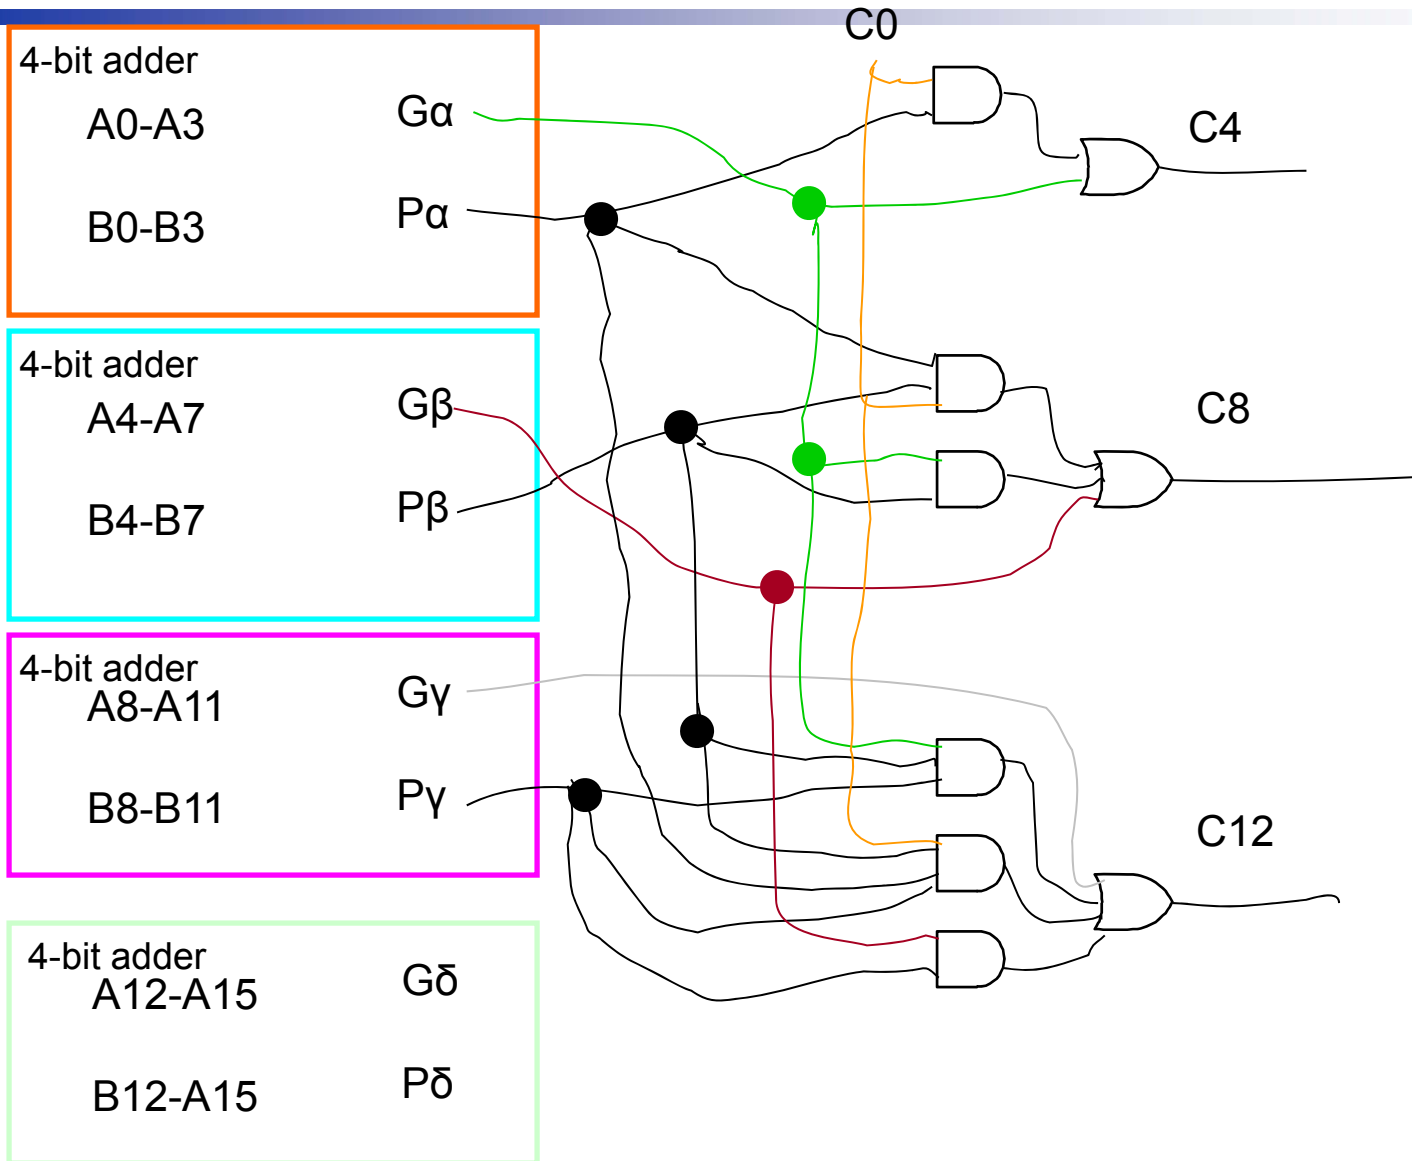 C0
4-bit adder
A0-A3
Gα
B0-B3
Pα
C4
4-bit adder
A4-A7
Gβ
B4-B7
Pβ
C8
4-bit adder
A8-A11
Gγ
B8-B11
Pγ
C12
4-bit adder
A12-A15
Gδ
B12-A15
Pδ